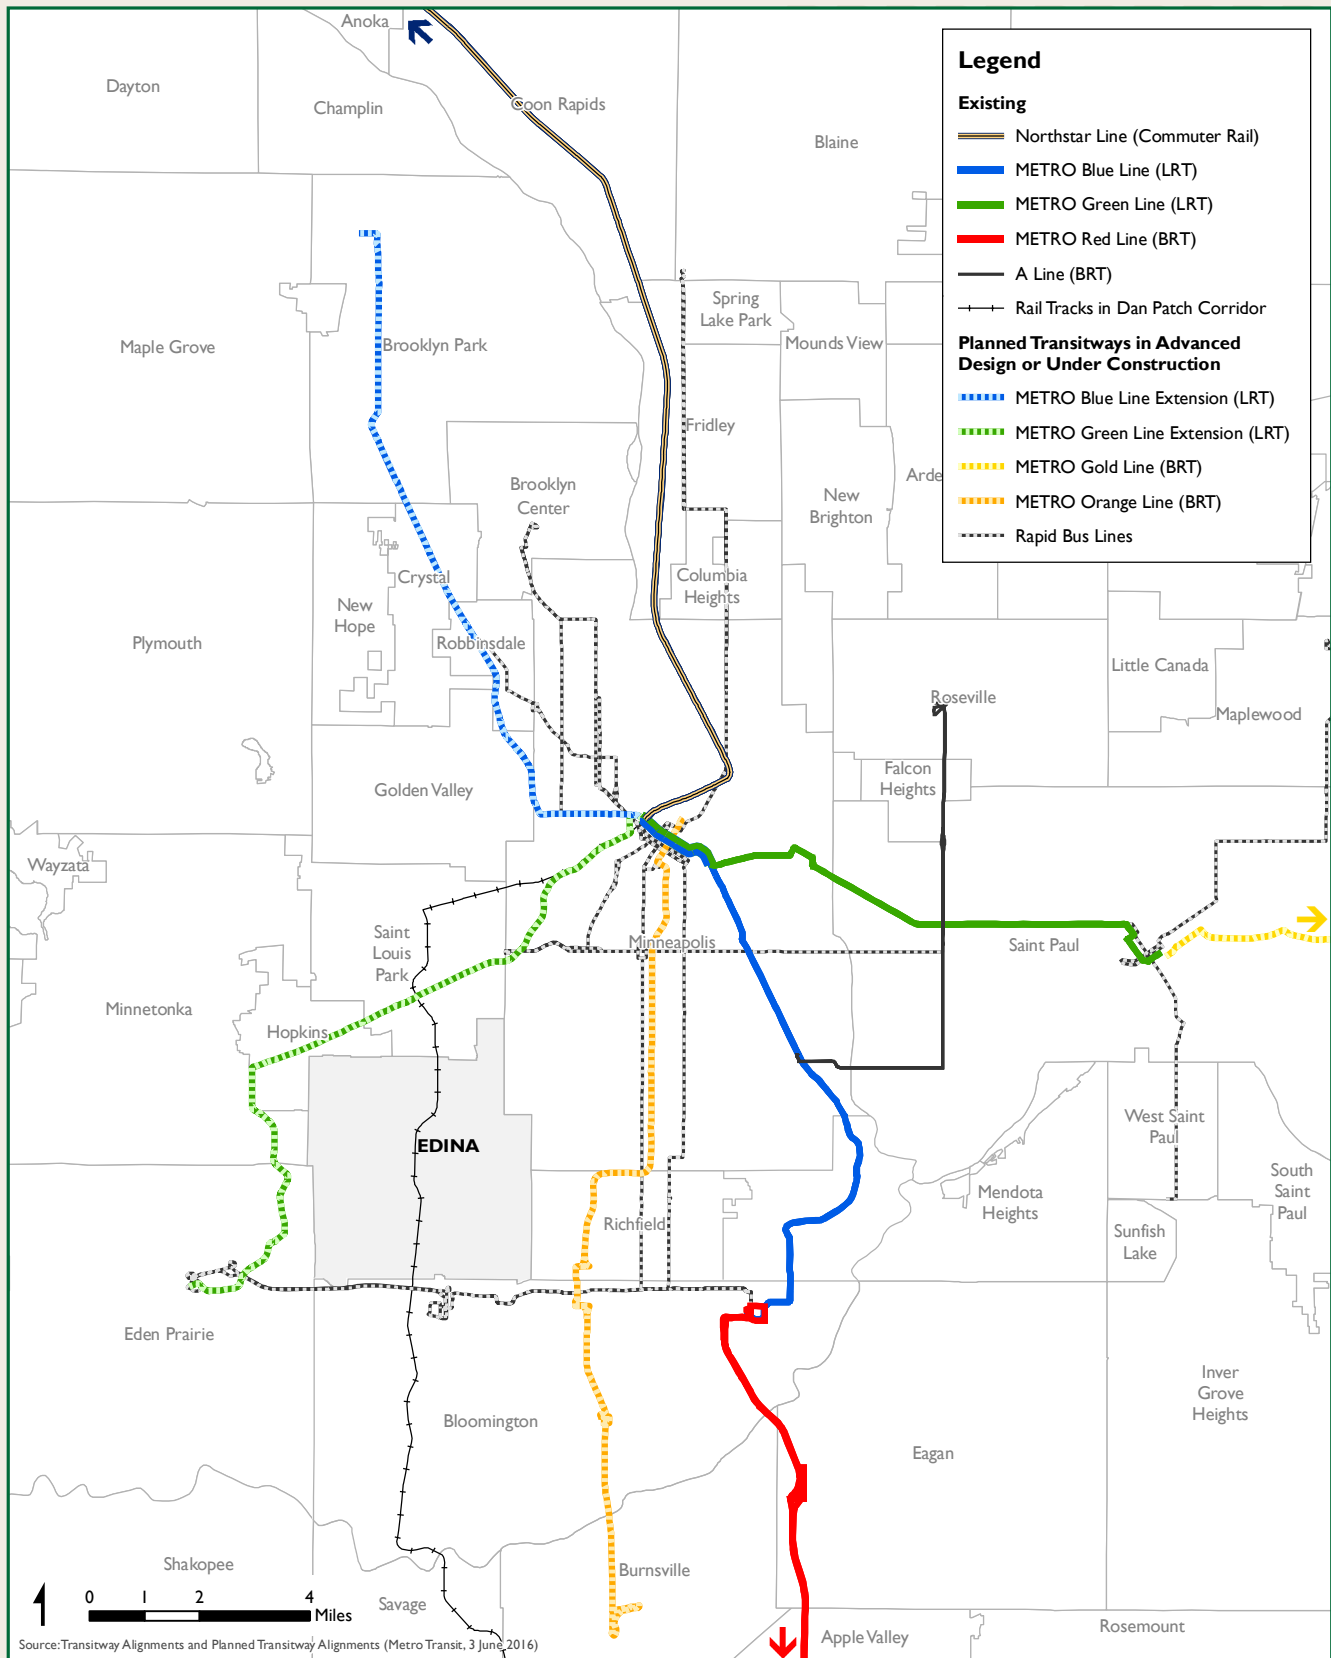 Anoka
Dayton
Champlin
Coon Rapids
Blaine
Legend
Existing
Northstar Line (Commuter Rail)
METRO Blue Line (LRT)
METRO Green Line (LRT)
METRO Red Line (BRT)
A Line (BRT)
Rail Tracks in Dan Patch Corridor
Planned Transitways in Advanced
Design or Under Construction
METRO Blue Line Extension (LRT)
METRO Green Line Extension (LRT)
METRO Gold Line (BRT)
METRO Orange Line (BRT)
Rapid Bus Lines
Spring
Lake Park
Mounds View
Maple Grove
Brooklyn Park
Fridley
Arde
Brooklyn
Center
New
Brighton
Crystal
Columbia
Heights
New
Hope
Plymouth
Robbinsdale
Little Canada
Roseville
Maplewood
Falcon
Heights
Golden Valley
Wayzata
Saint
Louis
Park
Minneapolis
Saint Paul
Minnetonka
Hopkins
EDINA
West Saint
Paul
South
Saint
Paul
Mendota
Heights
Richfield
Sunfish
Lake
Eden Prairie
Bloomington
Inver
Grove
Heights
Eagan
Shakopee
Burnsville
Savage
Apple Valley
Rosemount
0 1 2 4
Miles
Source: Transitway Alignments and Planned Transitway Alignments (Metro Transit, 3 June 2016)